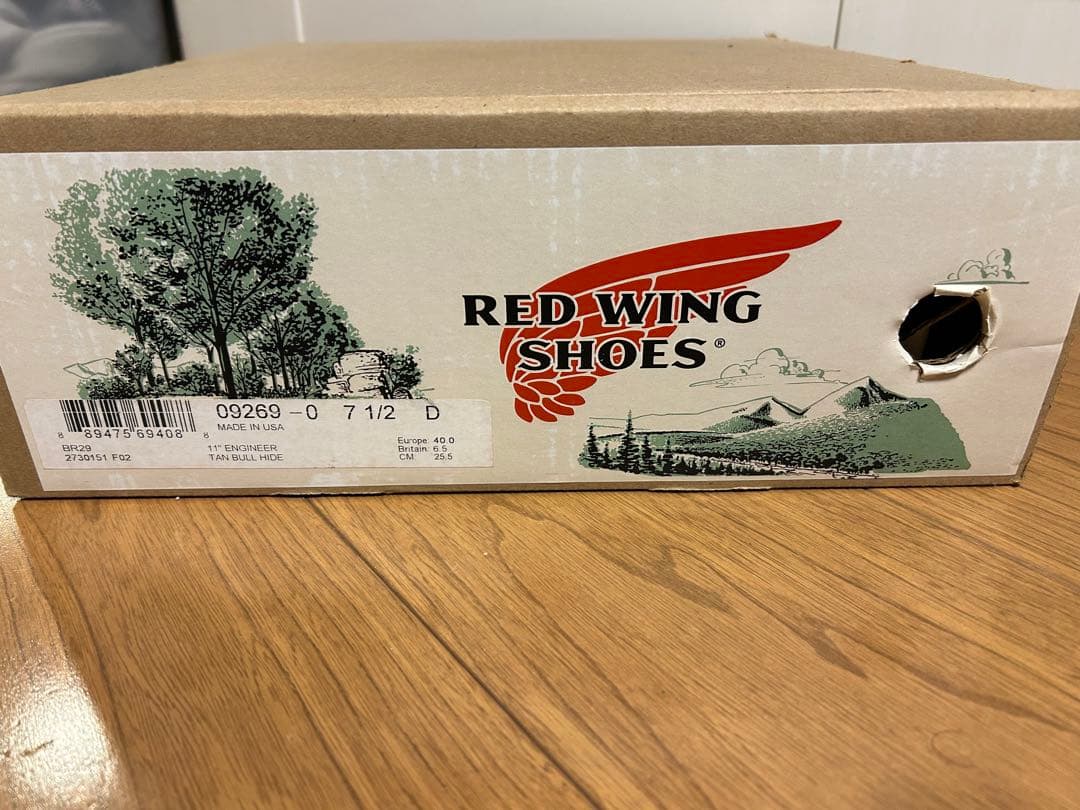 RED WING
SHOES®
09269 -0 7 1/2 D
MADE IN USA
8 89475 69408 8
BR29
2730151 F02
11" ENGINEER
TAN BULL HIDE
Europe: 40.0
Britain: 6.5
CM: 25.5